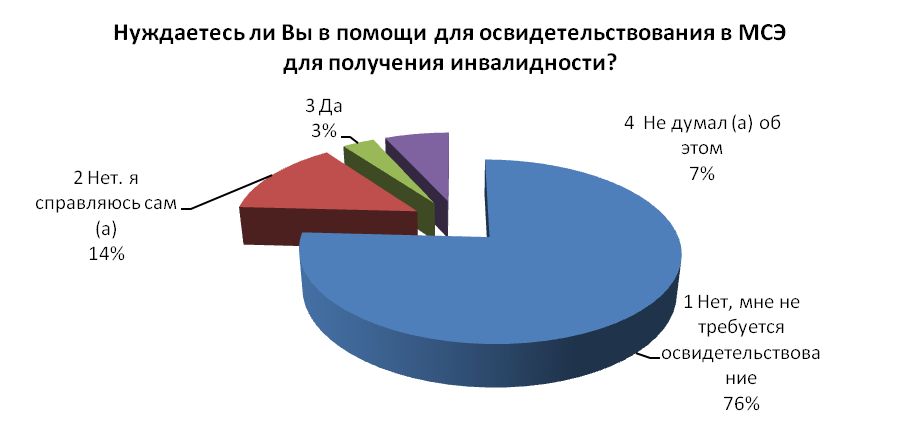 Нуждаетесь ли Вы в помощи для освидетельствования в МСЭ
для получения инвалидности?
3 Да
3%
4 Не думал (а) об
этом
7%
2 Нет. я
справляюсь сам
(а)
14%
1 Нет, мне не
требуется
освидетельствова
ние
76%